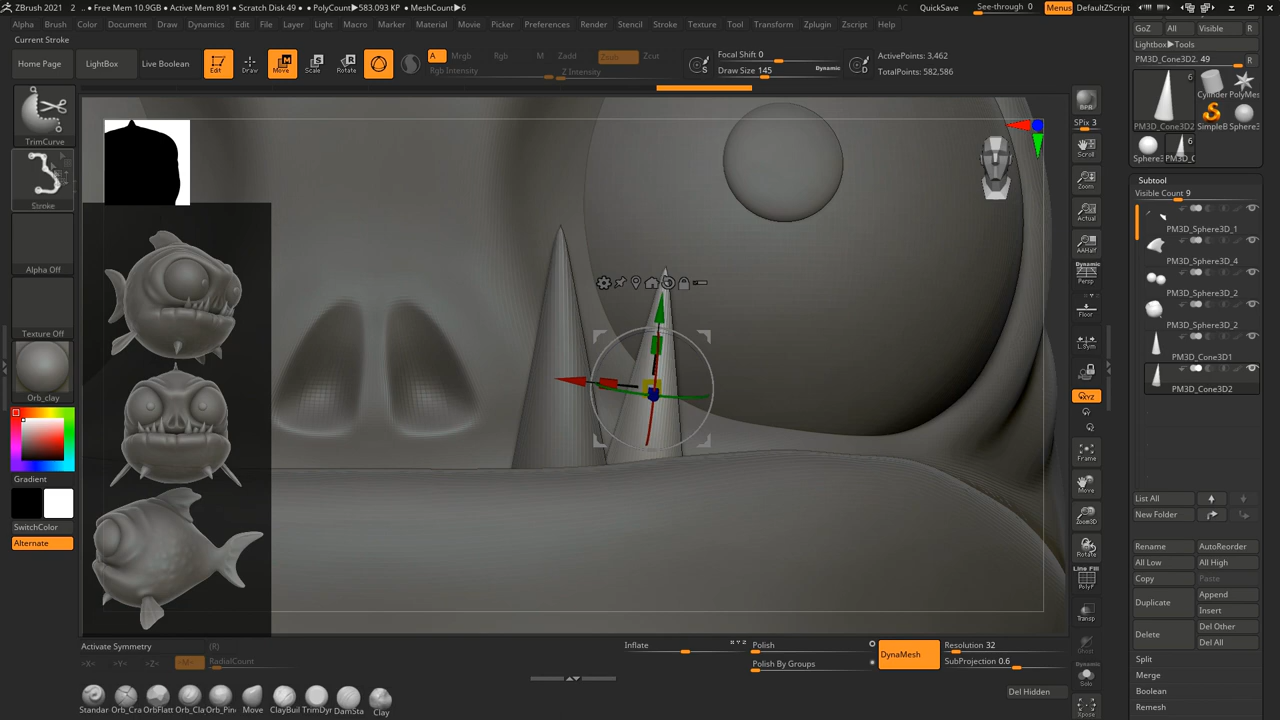 ZBrush 2021 2 .. • Free Mem 10.9GB • Active Mem 891 • Scratch Disk 49 • PolyCount▶583.093 KP • MeshCount▶6 AC QuickSave See-through 0 Menus DefaultZScript
Alpha Brush Color Document Draw Dynamics Edit File Layer Light Macro Marker Material Movie Picker Preferences Render Stencil Stroke Texture Tool Transform Zplugin Zscript Help
Current Stroke
Home Page LightBox Live Boolean Edit Draw Move Scale Rotate A Mrgb Rgb M Zadd Zsub Zcut
Rgb Intensity Z Intensity
Focal Shift 0
Draw Size 145 Dynamic
ActivePoints: 3,462
TotalPoints: 582,586
GoZ All Visible R
Lightbox▶Tools
PM3D_Cone3D2. 49 R
6
PM3D_Cone3D2 Cylinder PolyMes
SimpleB Sphere3
6
Sphere3 PM3D_C
Subtool
Visible Count 9
PM3D_Sphere3D_1
PM3D_Sphere3D_4
PM3D_Sphere3D_2
PM3D_Sphere3D_2
PM3D_Cone3D1
PM3D_Cone3D2
List All
New Folder
Rename AutoReorder
All Low All High
Copy Paste
Duplicate Append
Insert
Delete Del Other
Del All
Split
Merge
Boolean
Remesh
TrimCurve
Stroke
Alpha Off
Texture Off
Orb_clay
Gradient
SwitchColor
Alternate
BPR
SPix 3
Scroll
Zoom
Actual
AAHalf
Dynamic
Persp
Floor
L.Sym
XYZ
Frame
Move
Zoom3D
Rotate
Line Fill
PolyF
Transp
Ghost
Dynamic
Solo
Xpose
Activate Symmetry (R)
>X< >Y< >Z< >M< RadialCount
Inflate X Y Z Polish
Polish By Groups
DynaMesh
Resolution 32
SubProjection 0.6
Del Hidden
Standar Orb_Cra OrbFlatt Orb_Cla Orb_Pinc Move ClayBuil TrimDyr DamSta Clay